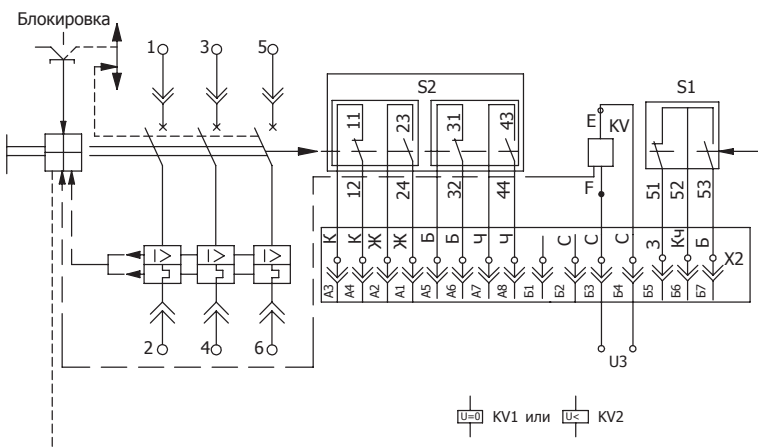 Блокировка
1 3 5
S2
S1
11 23 31 43
E KV
F
12 24 32 44
51 52 53
К К Ж Ж Б Б Ч Ч С С С З Кч Б
X2
А3 А4 А2 А1 А5 А6 А7 А8 Б1 Б2 Б3 Б4 Б5 Б6 Б7
I> I> I>
2 4 6
U3
U=0 KV1 или U< KV2